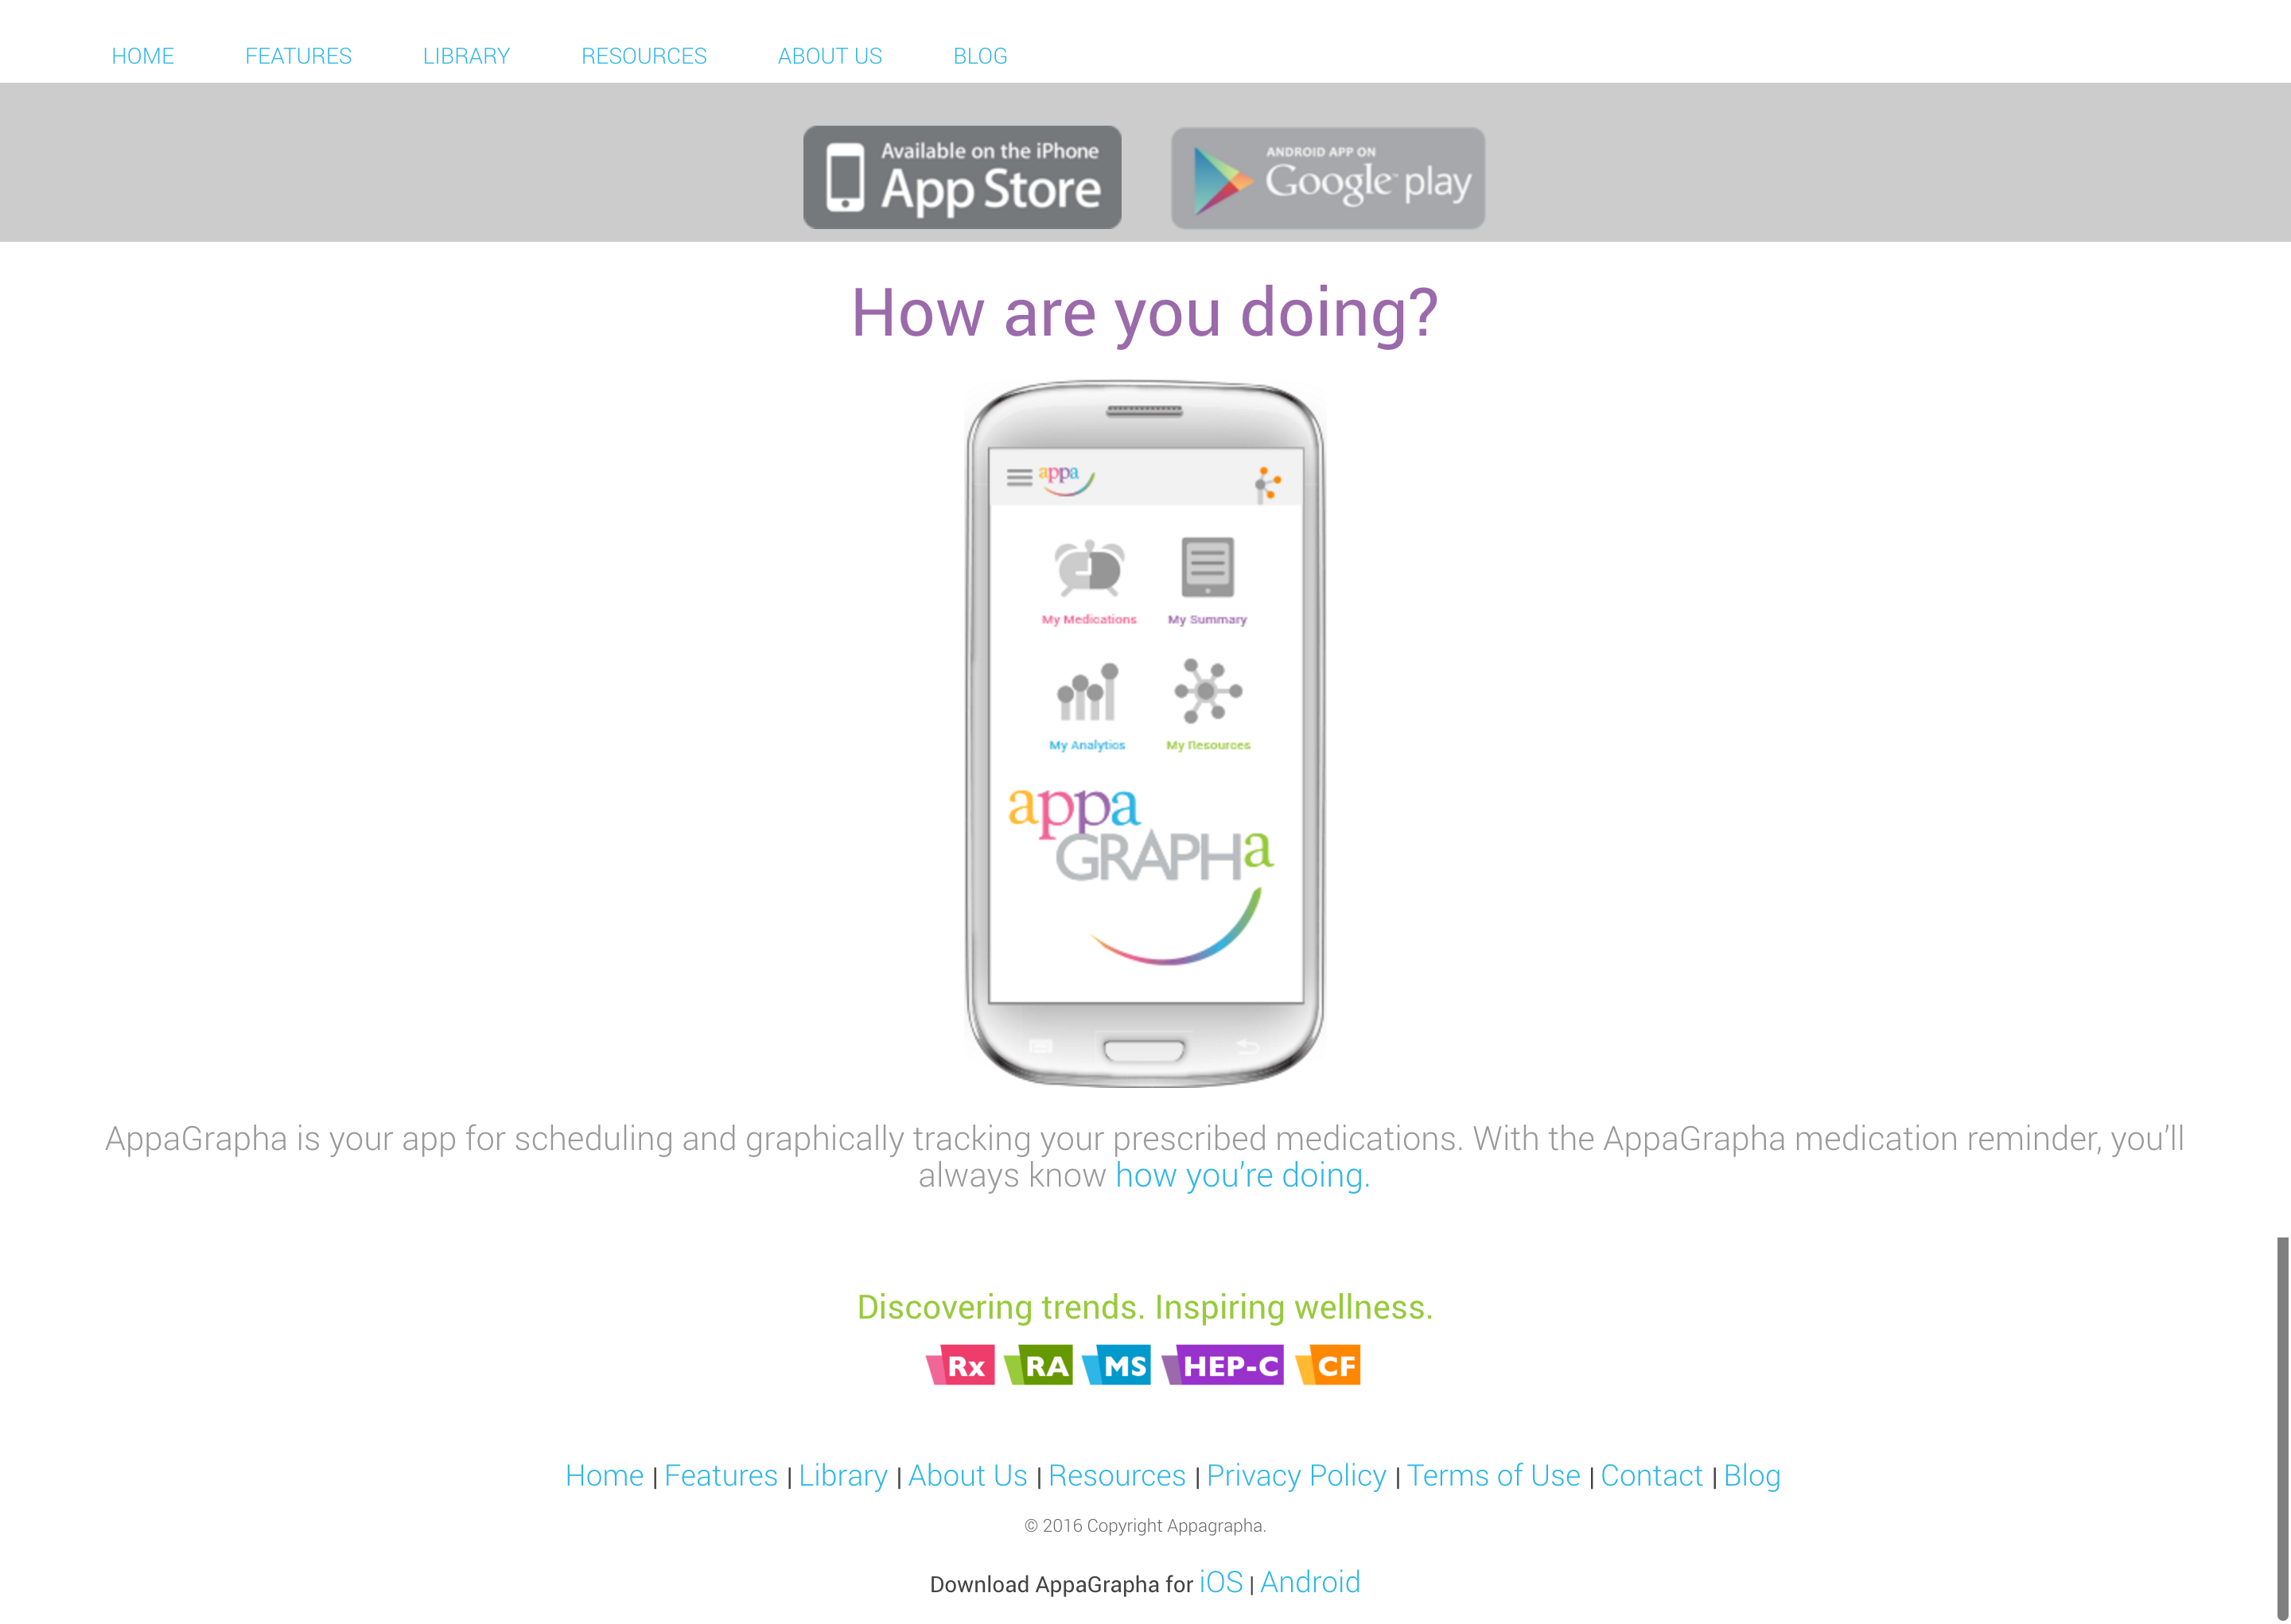 HOME FEATURES LIBRARY RESOURCES ABOUT US BLOG
Available on the iPhone
App Store
ANDROID APP ON
Google play
How are you doing?
appa
My Medications My Summary
My Analytics My Resources
appa
GRAPHa
AppaGrapha is your app for scheduling and graphically tracking your prescribed medications. With the AppaGrapha medication reminder, you’ll
always know how you’re doing.
Discovering trends. Inspiring wellness.
Rx RA MS HEP-C CF
Home | Features | Library | About Us | Resources | Privacy Policy | Terms of Use | Contact | Blog
© 2016 Copyright Appagrapha.
Download AppaGrapha for iOS | Android